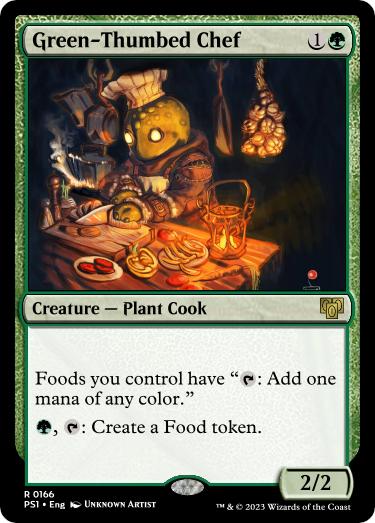 Green-Thumbed Chef 1
Creature — Plant Cook
Foods you control have “: Add one
mana of any color.”
, : Create a Food token.
2/2
R 0166
PS1 • Eng Unknown Artist
™ & © 2023 Wizards of the Coast